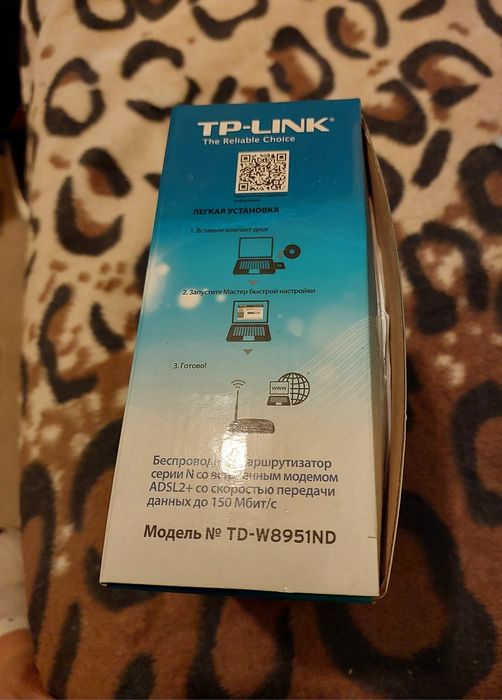 TP-LINK®
The Reliable Choice
ЛЕГКАЯ УСТАНОВКА
1. Вставьте компакт-диск
2. Запустите Мастер быстрой настройки
3. Готово!
WWW
маршрутизатор
серии N со встроенным модемом
ADSL2+ со скоростью передачи
данных до 150 Мбит/с
Модель № TD-W8951ND